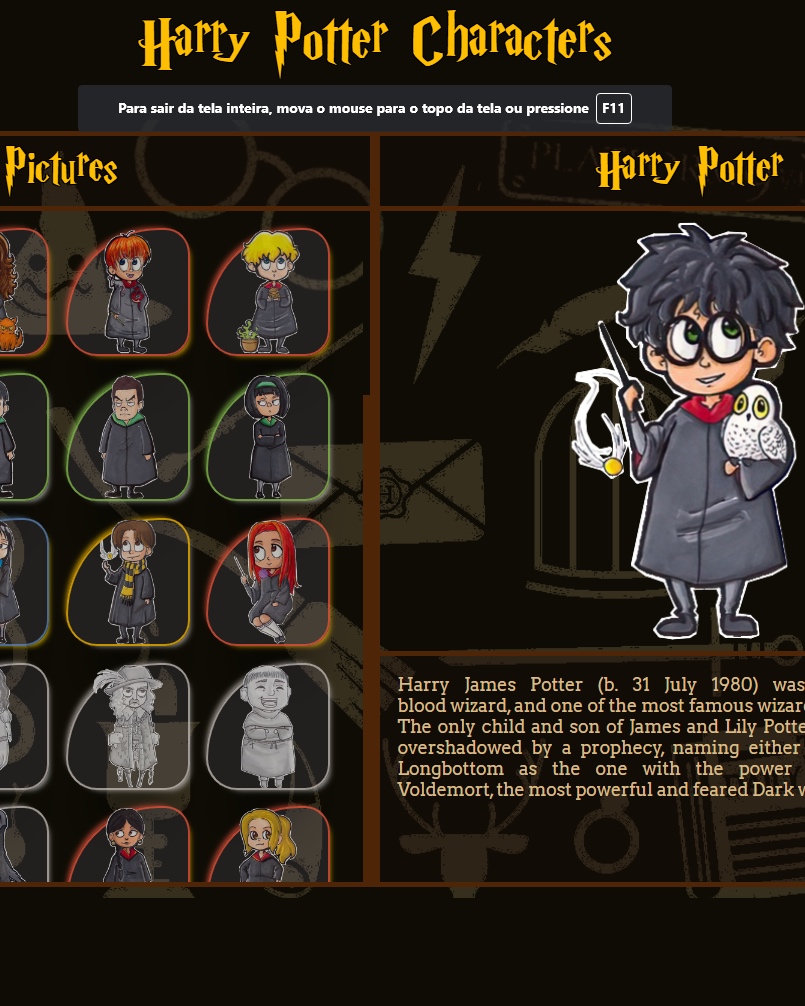 Harry Potter Characters
Para sair da tela inteira, mova o mouse para o topo da tela ou pressione F11
Pictures
Harry Potter
Harry James Potter (b. 31 July 1980) was
blood wizard, and one of the most famous
The only child and son of James and Lily
overshadowed by a prophecy, naming either
Longbottom as the one with the power
Voldemort, the most powerful and feared Dark